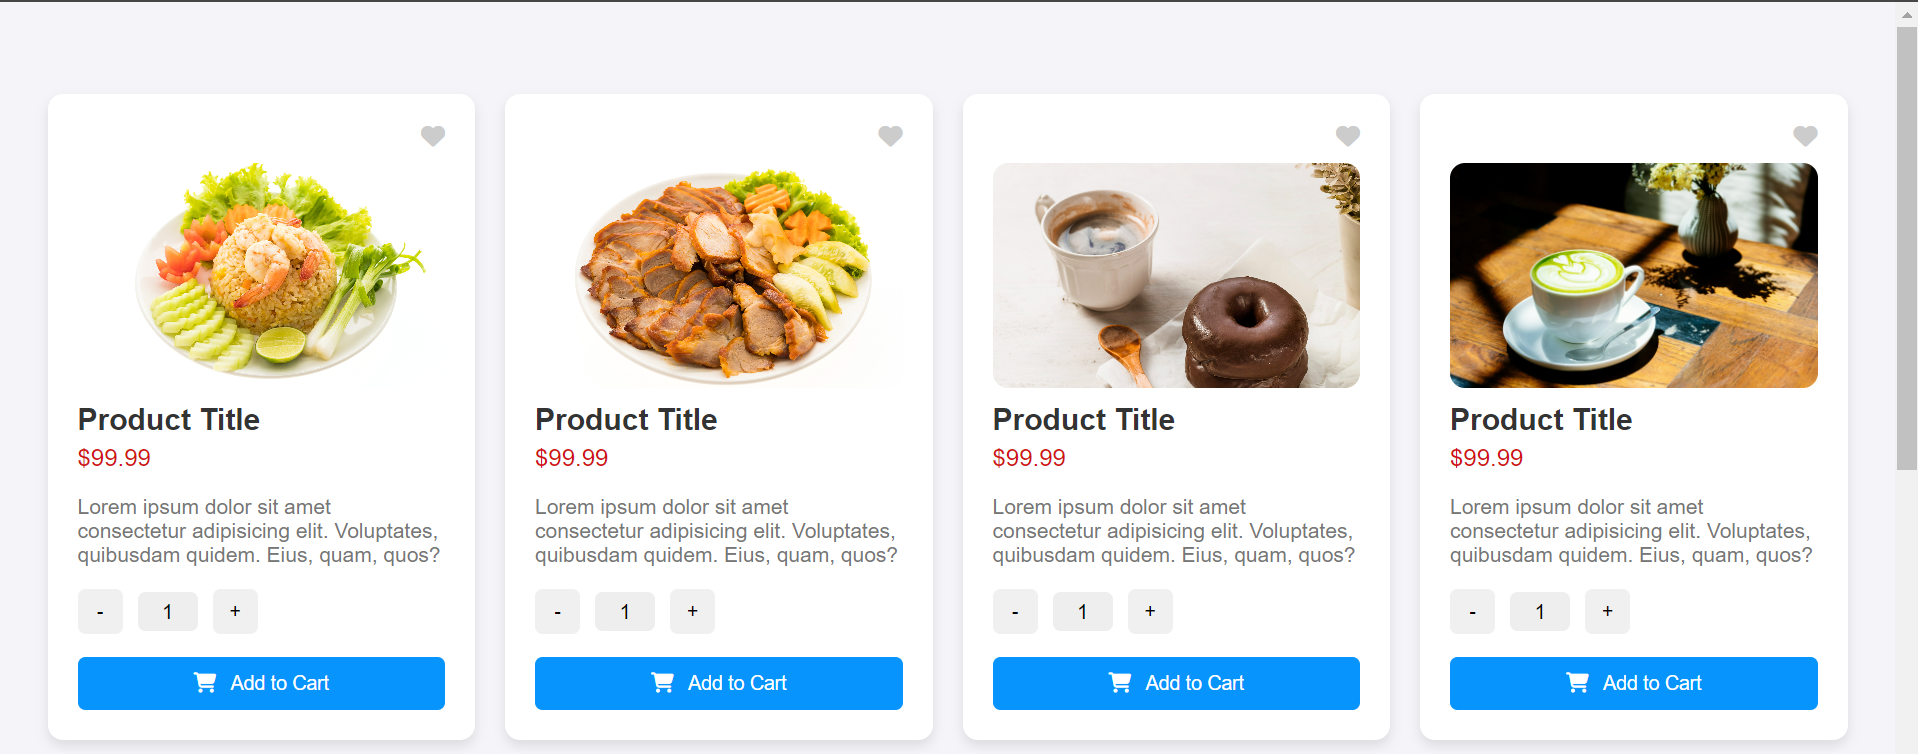 Product Title
$99.99
Lorem ipsum dolor sit amet
consectetur adipisicing elit. Voluptates,
quibusdam quidem. Eius, quam, quos?
- 1 +
Add to Cart
Product Title
$99.99
Lorem ipsum dolor sit amet
consectetur adipisicing elit. Voluptates,
quibusdam quidem. Eius, quam, quos?
- 1 +
Add to Cart
Product Title
$99.99
Lorem ipsum dolor sit amet
consectetur adipisicing elit. Voluptates,
quibusdam quidem. Eius, quam, quos?
- 1 +
Add to Cart
Product Title
$99.99
Lorem ipsum dolor sit amet
consectetur adipisicing elit. Voluptates,
quibusdam quidem. Eius, quam, quos?
- 1 +
Add to Cart